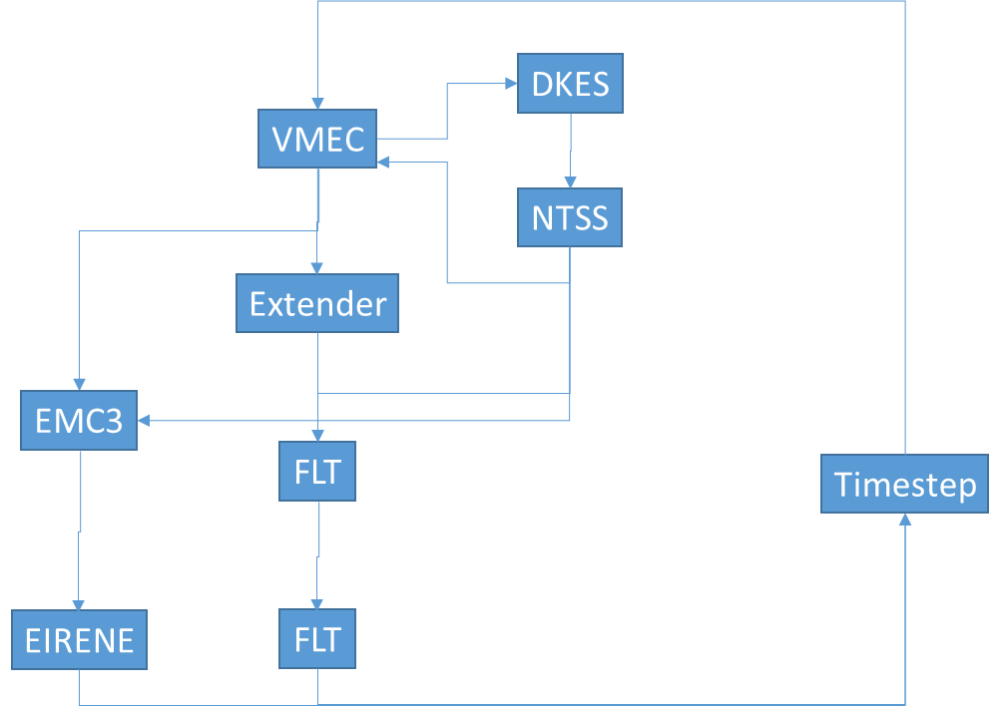 DKES
VMEC
NTSS
Extender
EMC3
FLT
Timestep
EIRENE
FLT